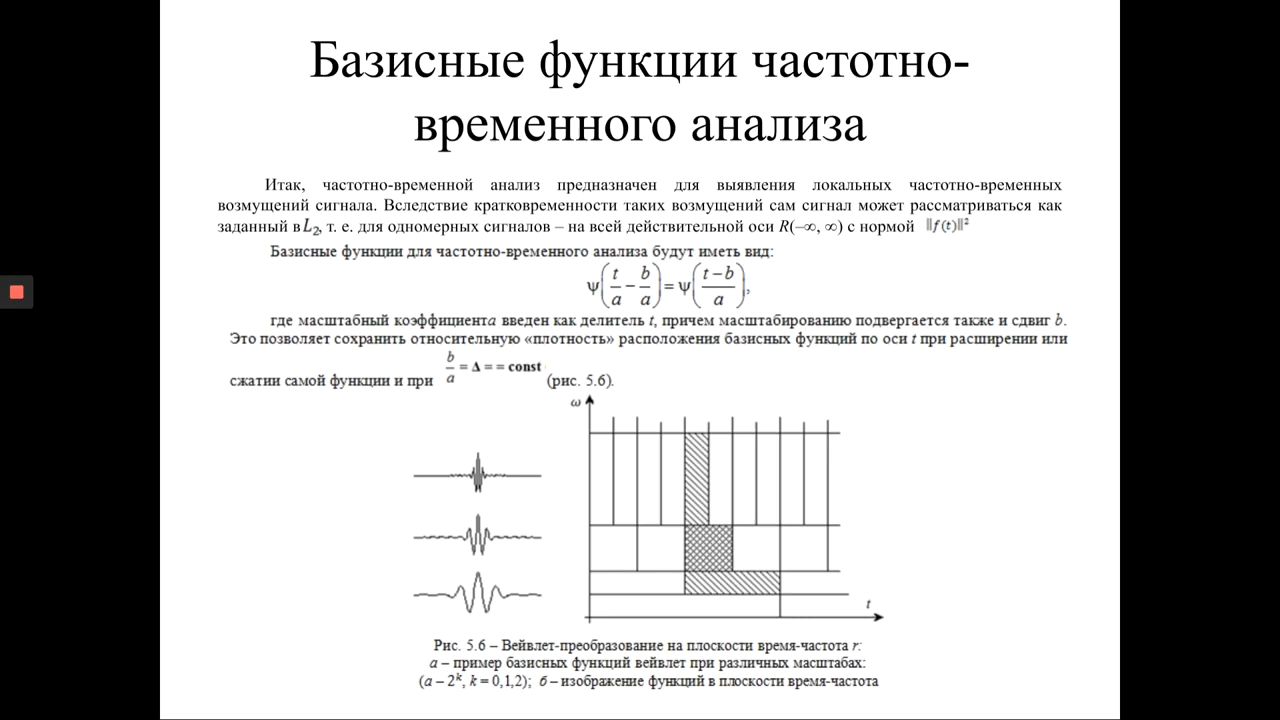 Базисные функции частотно-
временного анализа
Итак, частотно-временной анализ предназначен для выявления локальных частотно-временных
возмущений сигнала. Вследствие кратковременности таких возмущений сам сигнал может рассматриваться как
заданный в L₂, т. е. для одномерных сигналов – на всей действительной оси R(–∞, ∞) с нормой ||f(t)||²
Базисные функции для частотно-временного анализа будут иметь вид:
ψ(t/a − b/a) = ψ((t−b)/a),
где масштабный коэффициентa введен как делитель t, причем масштабированию подвергается также и сдвиг b.
Это позволяет сохранить относительную «плотность» расположения базисных функций по оси t при расширении или
сжатии самой функции и при b/a = Δ = = const (рис. 5.6).
ω
t
Рис. 5.6 – Вейвлет-преобразование на плоскости время-частота r:
a – пример базисных функций вейвлет при различных масштабах:
(a – 2ᵏ, k = 0,1,2); б – изображение функций в плоскости время-частота